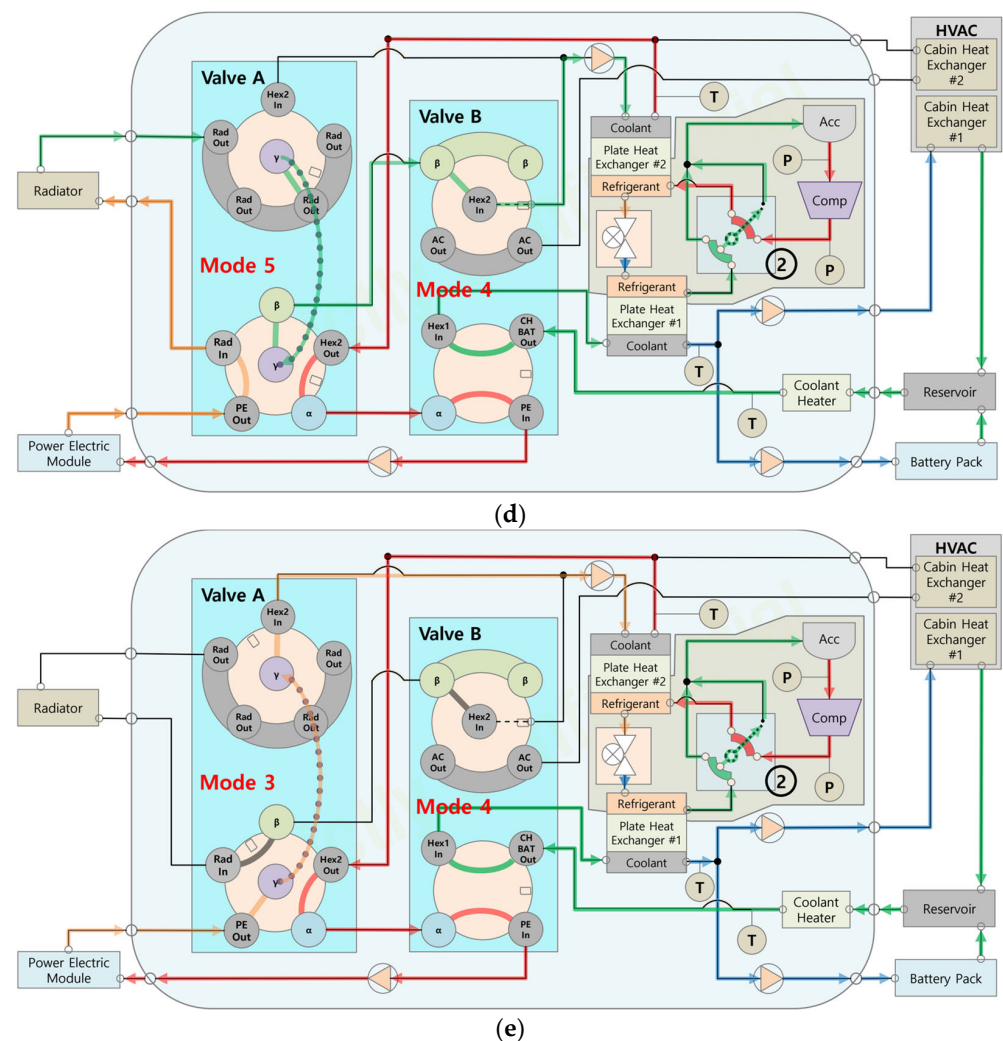 HVAC
Cabin Heat
Exchanger
#2
Cabin Heat
Exchanger
#1
Valve A
Hex2
In
Rad
Out
Rad
Out
γ
Rad
Out
Rad
Out
Mode 5
β
Rad
In
γ
Hex2
Out
PE
Out
α
Valve B
β
β
Hex2
In
AC
Out
AC
Out
Mode 4
Hex1
In
CH
BAT
Out
α
PE
In
Radiator
Power Electric
Module
T
Coolant
Plate Heat
Exchanger #2
Refrigerant
Refrigerant
Plate Heat
Exchanger #1
Coolant
Acc
P
Comp
P
2
T
T
Coolant
Heater
Reservoir
Battery Pack
(d)
HVAC
Cabin Heat
Exchanger
#2
Cabin Heat
Exchanger
#1
Valve A
Hex2
In
Rad
Out
Rad
Out
γ
Rad
Out
Rad
Out
Mode 3
β
Rad
In
γ
Hex2
Out
PE
Out
α
Valve B
β
β
Hex2
In
AC
Out
AC
Out
Mode 4
Hex1
In
CH
BAT
Out
α
PE
In
Radiator
Power Electric
Module
T
Coolant
Plate Heat
Exchanger #2
Refrigerant
Refrigerant
Plate Heat
Exchanger #1
Coolant
Acc
P
Comp
P
2
T
T
Coolant
Heater
Reservoir
Battery Pack
(e)